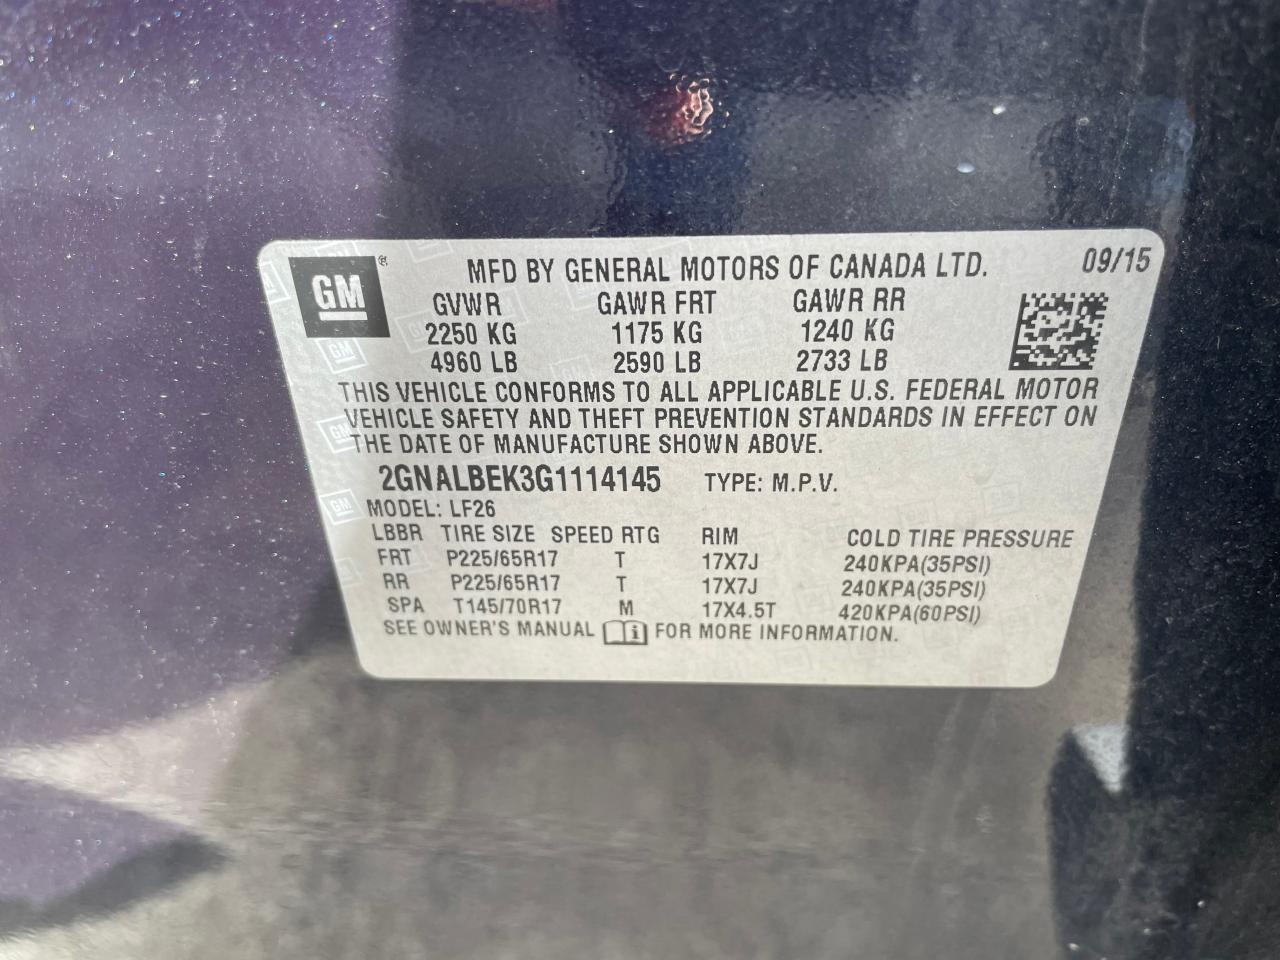 GM ® MFD BY GENERAL MOTORS OF CANADA LTD. 09/15
GVWR GAWR FRT GAWR RR
2250 KG 1175 KG 1240 KG
4960 LB 2590 LB 2733 LB
THIS VEHICLE CONFORMS TO ALL APPLICABLE U.S. FEDERAL MOTOR
VEHICLE SAFETY AND THEFT PREVENTION STANDARDS IN EFFECT ON
THE DATE OF MANUFACTURE SHOWN ABOVE.
2GNALBEK3G1114145 TYPE: M.P.V.
MODEL: LF26
LBBR TIRE SIZE SPEED RTG RIM COLD TIRE PRESSURE
FRT P225/65R17 T 17X7J 240KPA(35PSI)
RR P225/65R17 T 17X7J 240KPA(35PSI)
SPA T145/70R17 M 17X4.5T 420KPA(60PSI)
SEE OWNER'S MANUAL i FOR MORE INFORMATION.